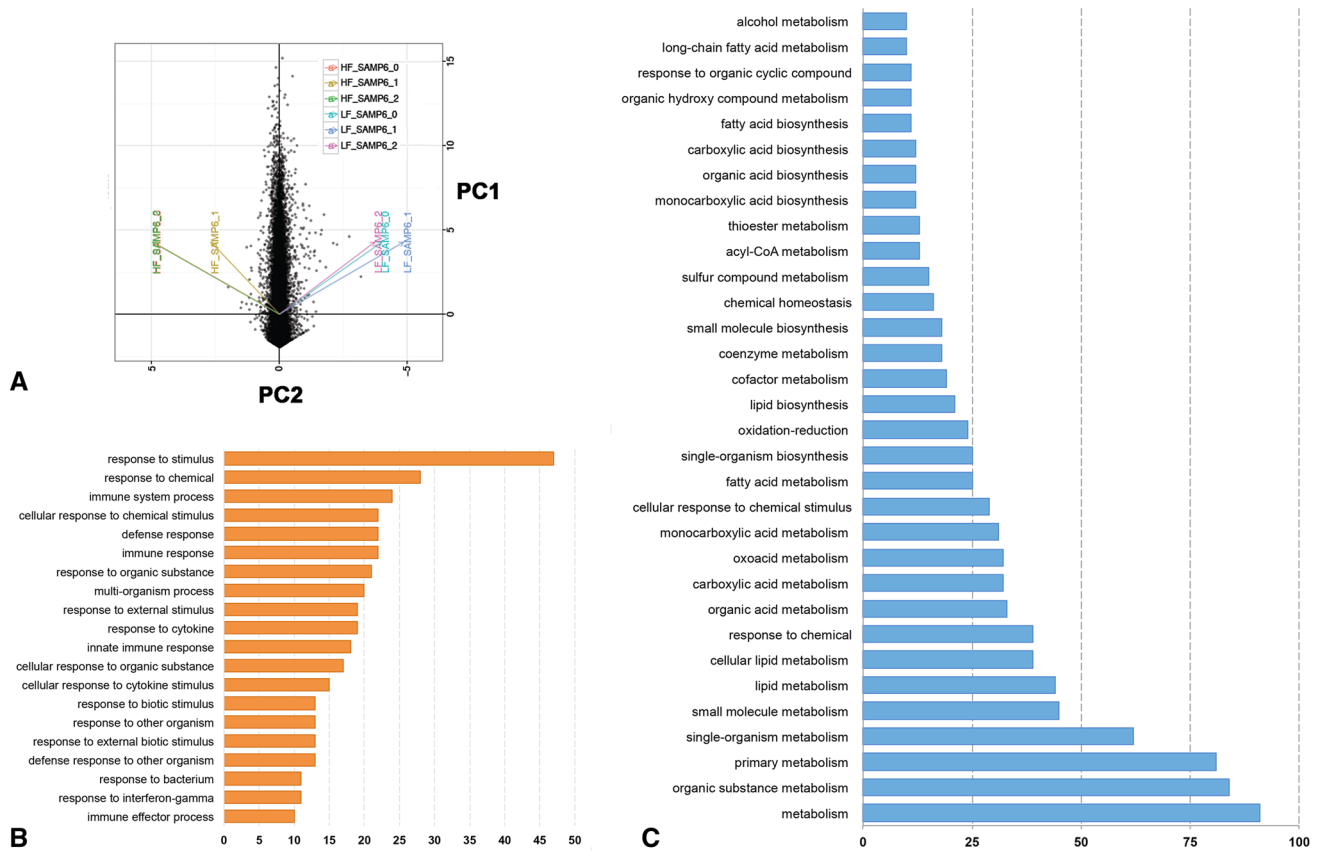 15
HF_SAMP6_0
HF_SAMP6_1
HF_SAMP6_2
LF_SAMP6_0
LF_SAMP6_1
LF_SAMP6_2
10
PC1
5
HF_SAMP6_1
LF_SAMP6_2
LF_SAMP6_0
LF_SAMP6_1
0
5
0
-5
PC2
A
response to stimulus
response to chemical
immune system process
cellular response to chemical stimulus
defense response
immune response
response to organic substance
multi-organism process
response to external stimulus
response to cytokine
innate immune response
cellular response to organic substance
cellular response to cytokine stimulus
response to biotic stimulus
response to other organism
response to external biotic stimulus
defense response to other organism
response to bacterium
response to interferon-gamma
immune effector process
0 5 10 15 20 25 30 35 40 45 50
B
alcohol metabolism
long-chain fatty acid metabolism
response to organic cyclic compound
organic hydroxy compound metabolism
fatty acid biosynthesis
carboxylic acid biosynthesis
organic acid biosynthesis
monocarboxylic acid biosynthesis
thioester metabolism
acyl-CoA metabolism
sulfur compound metabolism
chemical homeostasis
small molecule biosynthesis
coenzyme metabolism
cofactor metabolism
lipid biosynthesis
oxidation-reduction
single-organism biosynthesis
fatty acid metabolism
cellular response to chemical stimulus
monocarboxylic acid metabolism
oxoacid metabolism
carboxylic acid metabolism
organic acid metabolism
response to chemical
cellular lipid metabolism
lipid metabolism
small molecule metabolism
single-organism metabolism
primary metabolism
organic substance metabolism
metabolism
0 25 50 75 100
C